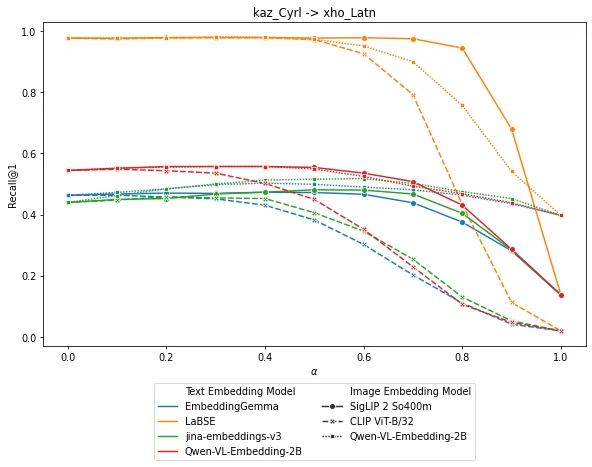 kaz_Cyrl -> xho_Latn
Recall@1
1.0
0.8
0.6
0.4
0.2
0.0
0.0 0.2 0.4 0.6 0.8 1.0
α
Text Embedding Model
EmbeddingGemma
LaBSE
jina-embeddings-v3
Qwen-VL-Embedding-2B
Image Embedding Model
SigLIP 2 So400m
CLIP ViT-B/32
Qwen-VL-Embedding-2B